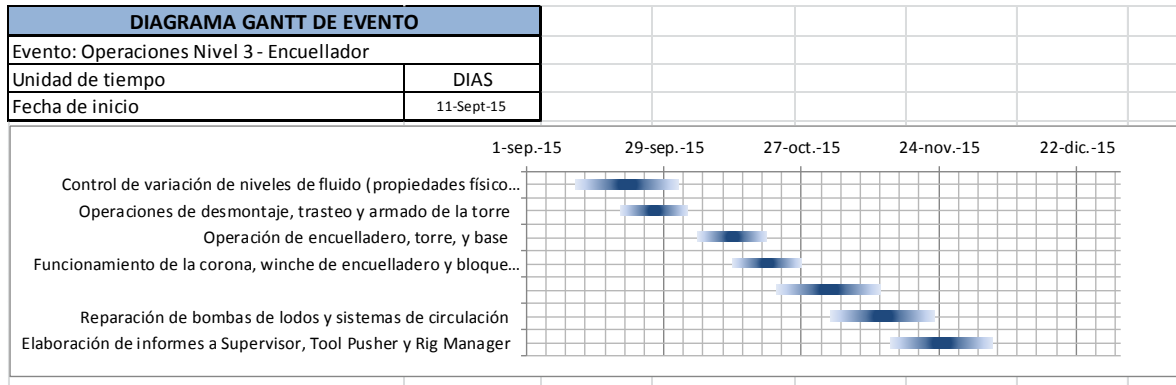 DIAGRAMA GANTT DE EVENTO
Evento: Operaciones Nivel 3 - Encuellador
Unidad de tiempo DIAS
Fecha de inicio 11-Sept-15
1-sep.-15 29-sep.-15 27-oct.-15 24-nov.-15 22-dic.-15
Control de variación de niveles de fluido (propiedades físico…
Operaciones de desmontaje, trasteo y armado de la torre
Operación de encuelladero, torre, y base
Funcionamiento de la corona, winche de encuelladero y bloque…
Reparación de bombas de lodos y sistemas de circulación
Elaboración de informes a Supervisor, Tool Pusher y Rig Manager